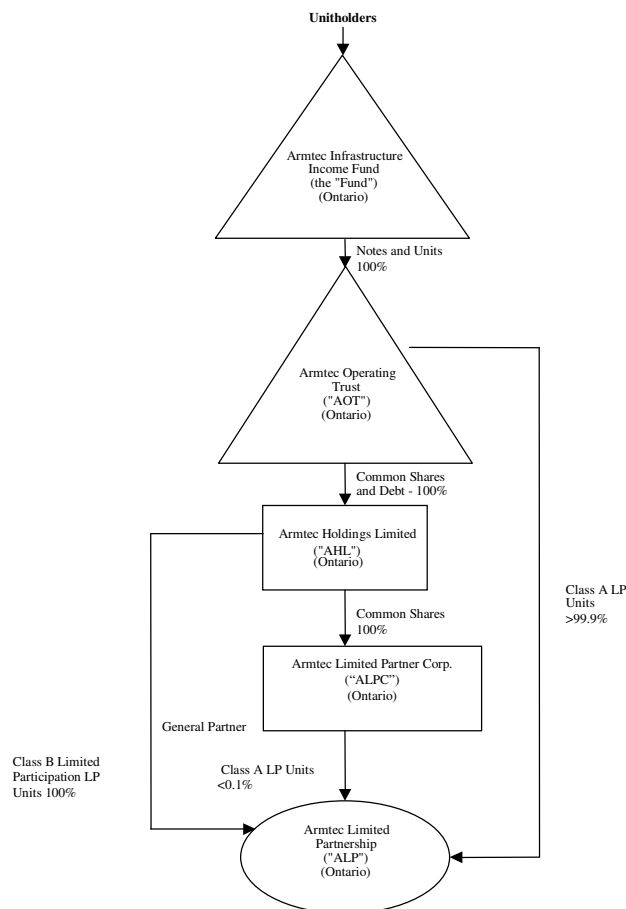 Unitholders
Armtec Infrastructure
Income Fund
(the "Fund")
(Ontario)
Notes and Units
100%
Armtec Operating
Trust
("AOT")
(Ontario)
Common Shares
and Debt - 100%
Armtec Holdings Limited
("AHL")
(Ontario)
Class A LP
Units
>99.9%
Common Shares
100%
Armtec Limited Partner Corp.
(“ALPC”)
(Ontario)
General Partner
Class B Limited
Participation LP
Units 100%
Class A LP Units
<0.1%
Armtec Limited
Partnership
("ALP")
(Ontario)